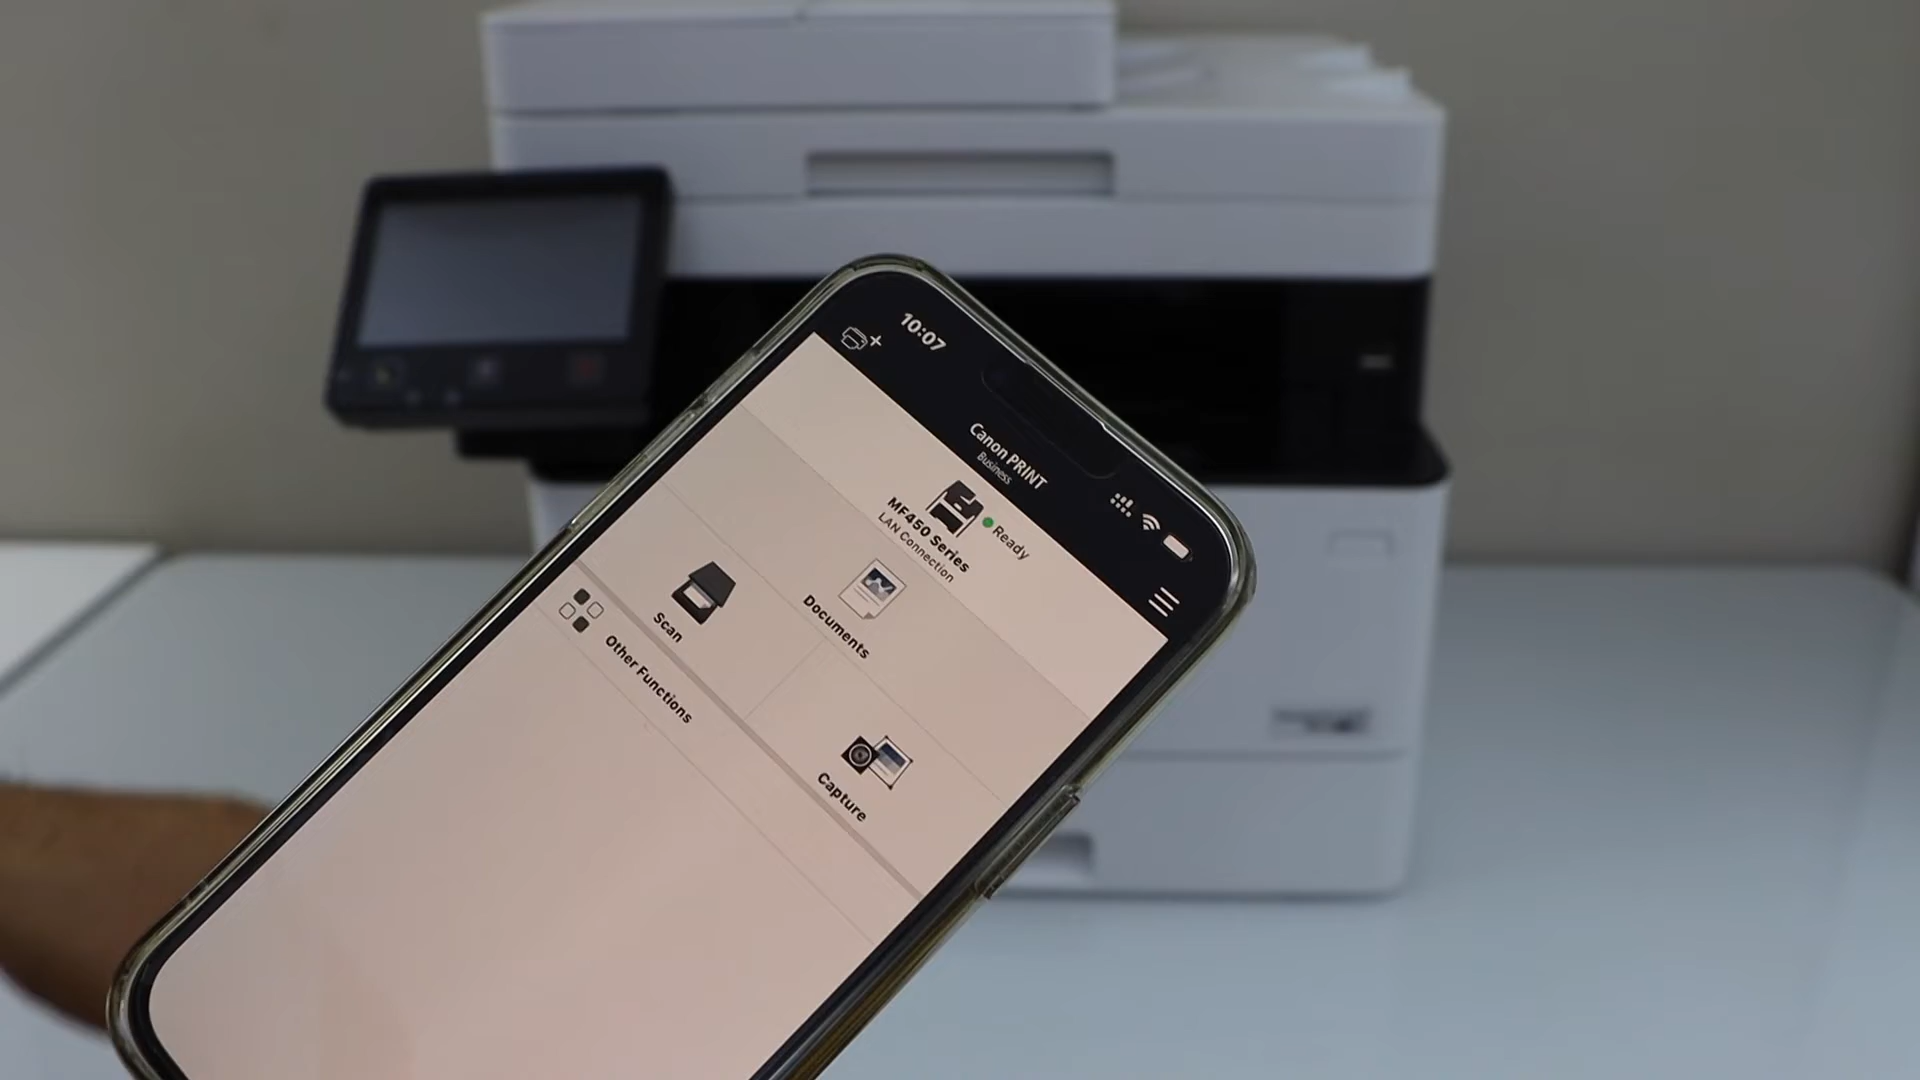 10:07
Canon PRINT
Business
Ready
MF450 Series
LAN Connection
Documents
Scan
Capture
Other Functions